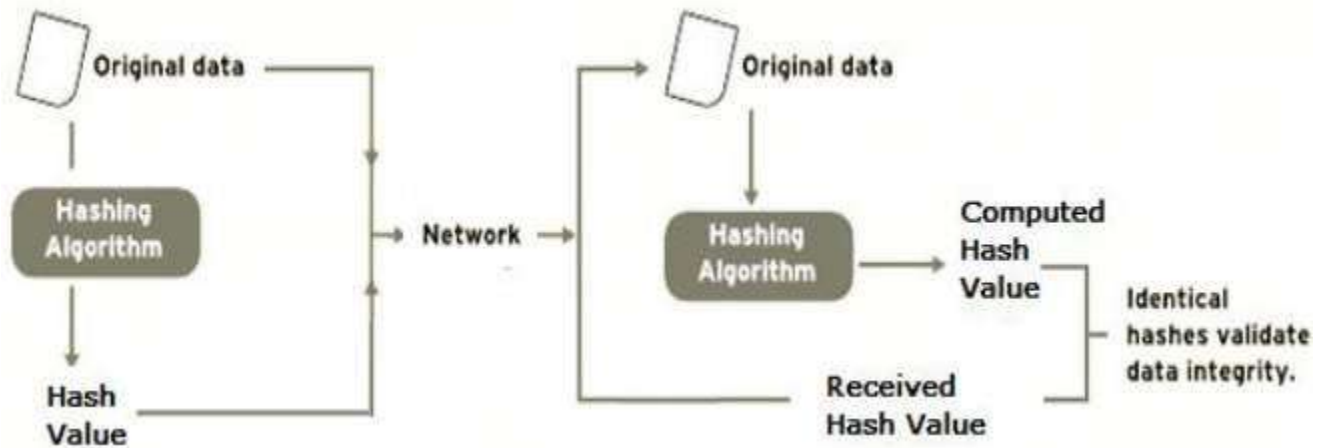 Original data
Hashing
Algorithm
Hash
Value
Network
Original data
Hashing
Algorithm
Computed
Hash
Value
Received
Hash Value
Identical
hashes validate
data integrity.